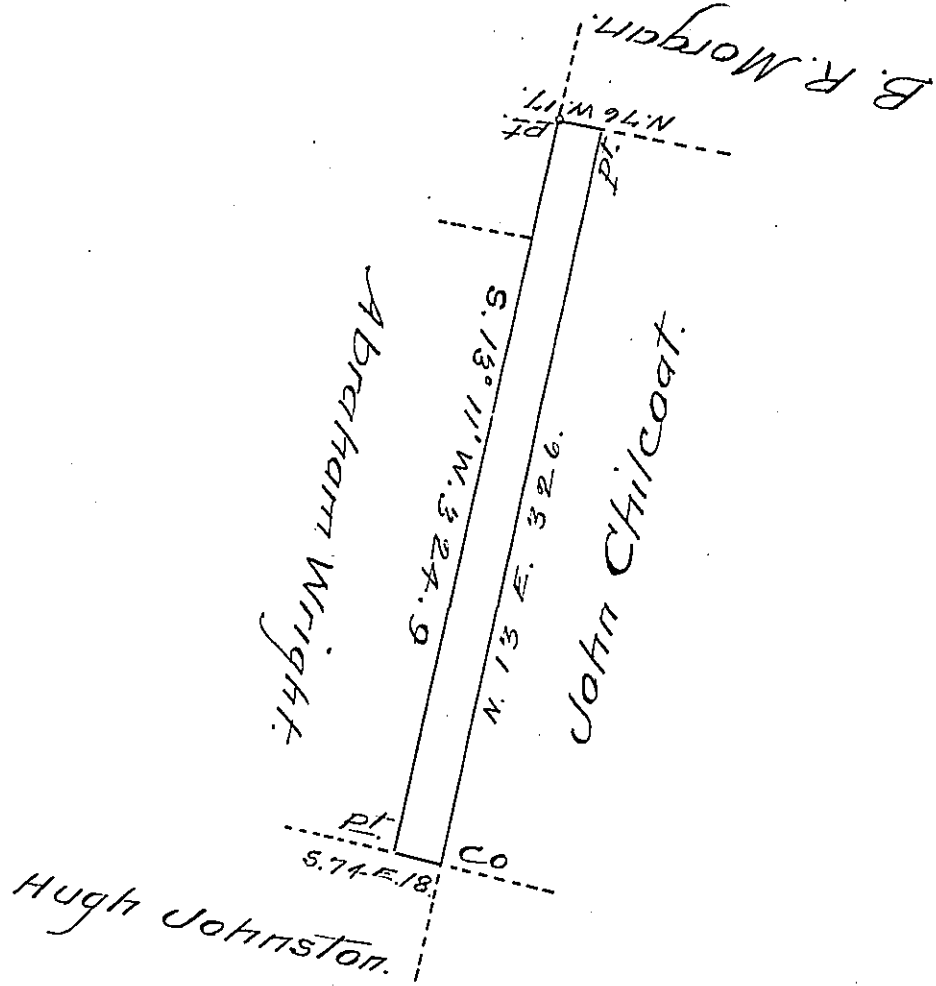 B. R. Morgan.
N. 76 W. 17.
pt.
pt.
S. 13° 11' W. 324.9
N. 13 E. 326.
Abraham Wright.
John Chilcoat.
pt.
Co
S. 74 E. 18.
Hugh Johnston.